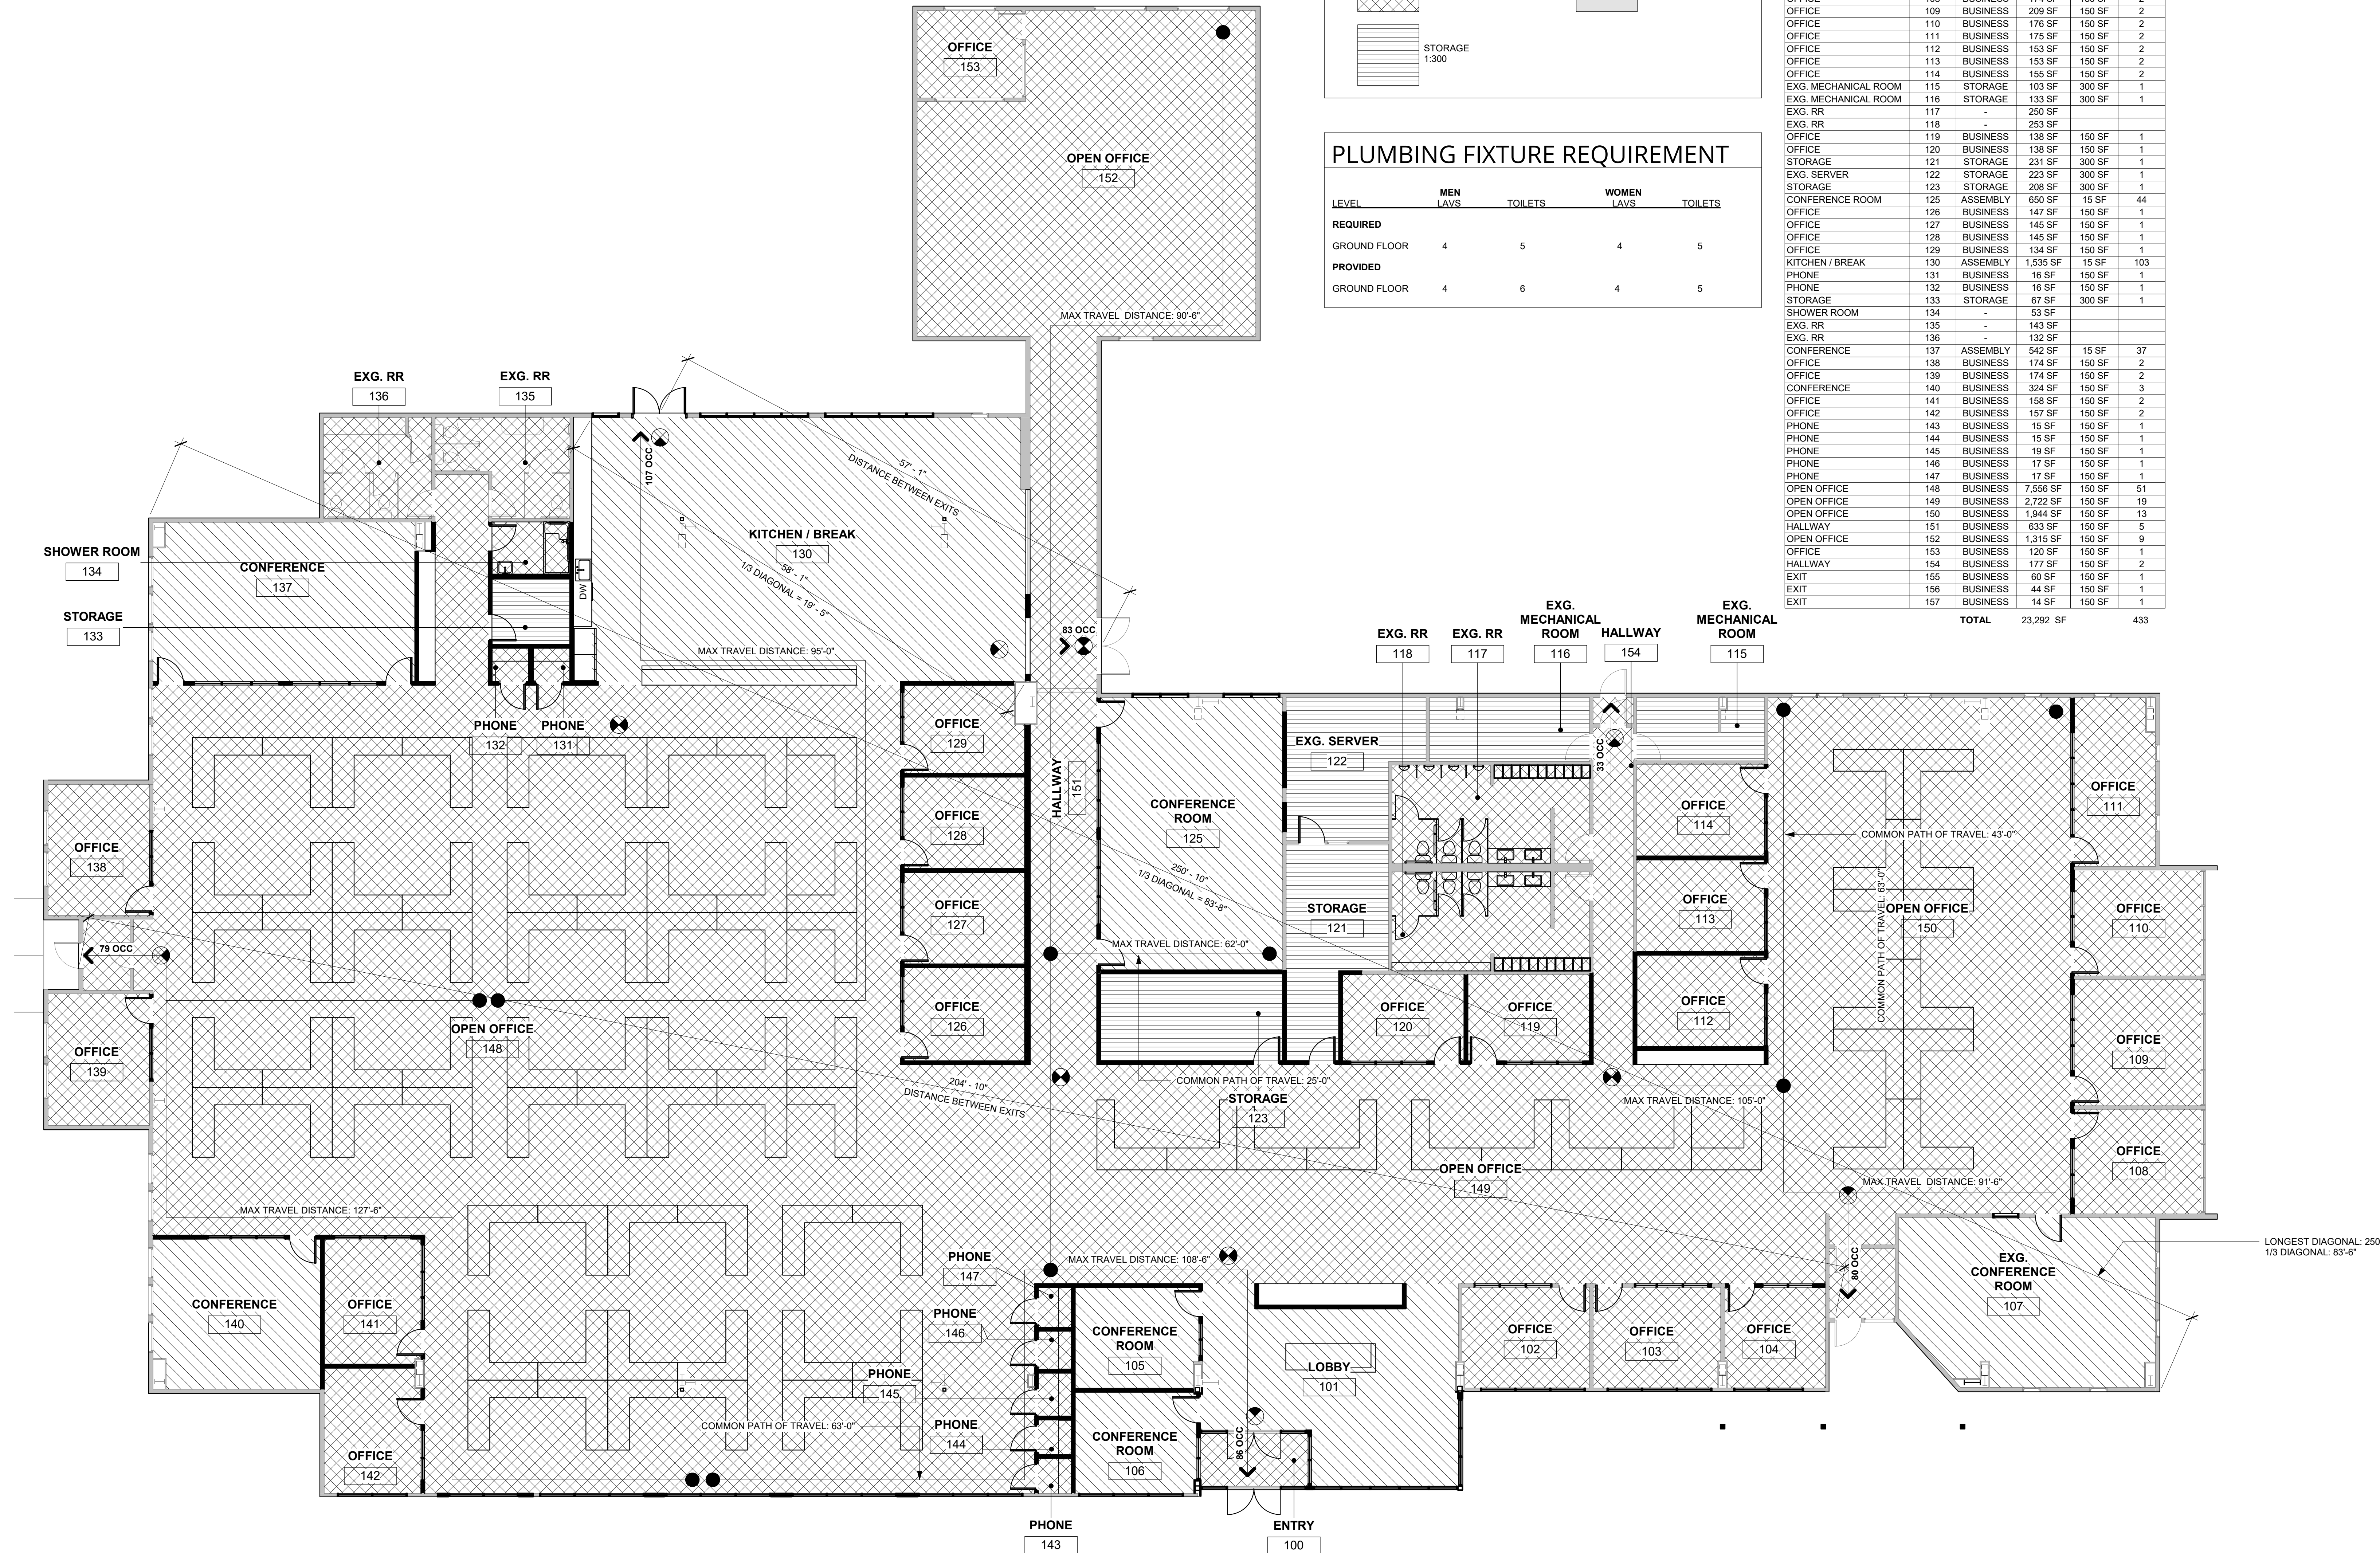 STORAGE
1:300
PLUMBING FIXTURE REQUIREMENT
MEN WOMEN
LEVEL LAVS TOILETS LAVS TOILETS
REQUIRED
GROUND FLOOR 4 5 4 5
PROVIDED
GROUND FLOOR 4 6 4 5
OFFICE 109 BUSINESS 209 SF 150 SF 2
OFFICE 110 BUSINESS 176 SF 150 SF 2
OFFICE 111 BUSINESS 175 SF 150 SF 2
OFFICE 112 BUSINESS 153 SF 150 SF 2
OFFICE 113 BUSINESS 153 SF 150 SF 2
OFFICE 114 BUSINESS 155 SF 150 SF 2
EXG. MECHANICAL ROOM 115 STORAGE 103 SF 300 SF 1
EXG. MECHANICAL ROOM 116 STORAGE 133 SF 300 SF 1
EXG. RR 117 - 250 SF
EXG. RR 118 - 253 SF
OFFICE 119 BUSINESS 138 SF 150 SF 1
OFFICE 120 BUSINESS 138 SF 150 SF 1
STORAGE 121 STORAGE 231 SF 300 SF 1
EXG. SERVER 122 STORAGE 223 SF 300 SF 1
STORAGE 123 STORAGE 208 SF 300 SF 1
CONFERENCE ROOM 125 ASSEMBLY 650 SF 15 SF 44
OFFICE 126 BUSINESS 147 SF 150 SF 1
OFFICE 127 BUSINESS 145 SF 150 SF 1
OFFICE 128 BUSINESS 145 SF 150 SF 1
OFFICE 129 BUSINESS 134 SF 150 SF 1
KITCHEN / BREAK 130 ASSEMBLY 1,535 SF 15 SF 103
PHONE 131 BUSINESS 16 SF 150 SF 1
PHONE 132 BUSINESS 16 SF 150 SF 1
STORAGE 133 STORAGE 67 SF 300 SF 1
SHOWER ROOM 134 - 53 SF
EXG. RR 135 - 143 SF
EXG. RR 136 - 132 SF
CONFERENCE 137 ASSEMBLY 542 SF 15 SF 37
OFFICE 138 BUSINESS 174 SF 150 SF 2
OFFICE 139 BUSINESS 174 SF 150 SF 2
CONFERENCE 140 BUSINESS 324 SF 150 SF 3
OFFICE 141 BUSINESS 158 SF 150 SF 2
OFFICE 142 BUSINESS 157 SF 150 SF 2
PHONE 143 BUSINESS 15 SF 150 SF 1
PHONE 144 BUSINESS 15 SF 150 SF 1
PHONE 145 BUSINESS 19 SF 150 SF 1
PHONE 146 BUSINESS 17 SF 150 SF 1
PHONE 147 BUSINESS 17 SF 150 SF 1
OPEN OFFICE 148 BUSINESS 7,556 SF 150 SF 51
OPEN OFFICE 149 BUSINESS 2,722 SF 150 SF 19
OPEN OFFICE 150 BUSINESS 1,944 SF 150 SF 13
HALLWAY 151 BUSINESS 633 SF 150 SF 5
OPEN OFFICE 152 BUSINESS 1,315 SF 150 SF 9
OFFICE 153 BUSINESS 120 SF 150 SF 1
HALLWAY 154 BUSINESS 177 SF 150 SF 2
EXIT 155 BUSINESS 60 SF 150 SF 1
EXIT 156 BUSINESS 44 SF 150 SF 1
EXIT 157 BUSINESS 14 SF 150 SF 1
TOTAL 23,292 SF 433
OFFICE
153
OPEN OFFICE
152
MAX TRAVEL DISTANCE: 90'-6"
EXG. RR
136
EXG. RR
135
107 OCC
57' - 1"
DISTANCE BETWEEN EXITS
KITCHEN / BREAK
130
58' - 1"
1/3 DIAGONAL = 19' - 5"
DW
SHOWER ROOM
134
CONFERENCE
137
STORAGE
133
MAX TRAVEL DISTANCE: 95'-0"
83 OCC
PHONE
132
PHONE
131
EXG. RR
118
EXG. RR
117
EXG.
MECHANICAL
ROOM
116
HALLWAY
154
EXG.
MECHANICAL
ROOM
115
OFFICE
129
EXG. SERVER
122
33 OCC
HALLWAY
151
OFFICE
111
CONFERENCE
ROOM
125
OFFICE
114
OFFICE
128
COMMON PATH OF TRAVEL: 43'-0"
OFFICE
138
250' - 10"
1/3 DIAGONAL = 83'-8"
COMMON PATH OF TRAVEL: 63'-0"
OFFICE
127
STORAGE
121
OFFICE
113
OPEN OFFICE
150
OFFICE
110
79 OCC
MAX TRAVEL DISTANCE: 62'-0"
OFFICE
126
OFFICE
120
OFFICE
119
OFFICE
112
OPEN OFFICE
148
OFFICE
139
OFFICE
109
204' - 10"
DISTANCE BETWEEN EXITS
COMMON PATH OF TRAVEL: 25'-0"
STORAGE
123
MAX TRAVEL DISTANCE: 105'-0"
OPEN OFFICE
149
OFFICE
108
MAX TRAVEL DISTANCE: 91'-6"
MAX TRAVEL DISTANCE: 127'-6"
MAX TRAVEL DISTANCE: 108'-6"
80 OCC
LONGEST DIAGONAL: 250
1/3 DIAGONAL: 83'-6"
EXG.
CONFERENCE
ROOM
107
PHONE
147
CONFERENCE
140
OFFICE
141
PHONE
146
CONFERENCE
ROOM
105
OFFICE
102
OFFICE
103
OFFICE
104
LOBBY
101
PHONE
145
COMMON PATH OF TRAVEL: 63'-0"
PHONE
144
CONFERENCE
ROOM
106
86 OCC
OFFICE
142
PHONE
143
ENTRY
100